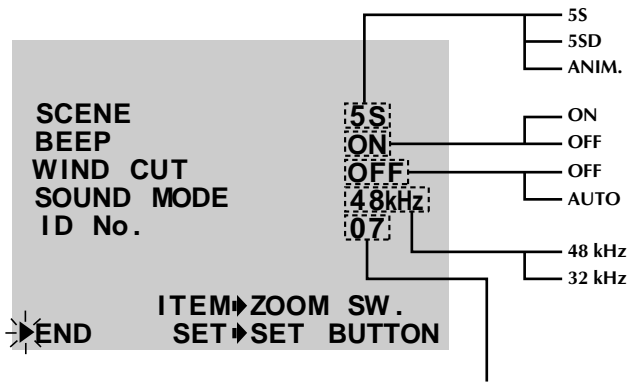 SCENE 5S
BEEP ON
WIND CUT OFF
SOUND MODE 48kHz
ID No. 07
ITEM➧ZOOM SW.
END SET➧SET BUTTON
5S
5SD
ANIM.
ON
OFF
OFF
AUTO
48 kHz
32 kHz